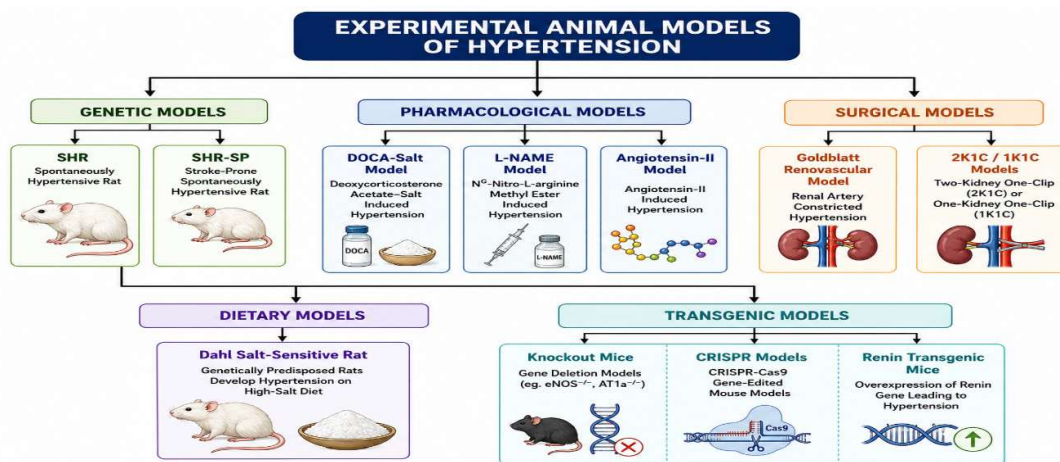 EXPERIMENTAL ANIMAL MODELS
OF HYPERTENSION
GENETIC MODELS
PHARMACOLOGICAL MODELS
SURGICAL MODELS
SHR
Spontaneously
Hypertensive Rat
SHR-SP
Stroke-Prone
Spontaneously
Hypertensive Rat
DOCA-Salt
Model
Deoxycorticosterone
Acetate–Salt
Induced
Hypertension
DOCA
L-NAME
Model
Nᴳ-Nitro-L-arginine
Methyl Ester
Induced
Hypertension
L-NAME
Angiotensin-II
Model
Angiotensin-II
Induced
Hypertension
Goldblatt
Renovascular
Model
Renal Artery
Constricted
Hypertension
2K1C / 1K1C
Models
Two-Kidney One-Clip
(2K1C) or
One-Kidney One-Clip
(1K1C)
DIETARY MODELS
TRANSGENIC MODELS
Dahl Salt-Sensitive Rat
Genetically Predisposed Rats
Develop Hypertension on
High-Salt Diet
Knockout Mice
Gene Deletion Models
(eg. eNOS⁻/⁻, AT1a⁻/⁻)
CRISPR Models
CRISPR-Cas9
Gene-Edited
Mouse Models
Cas9
Renin Transgenic
Mice
Overexpression of Renin
Gene Leading to
Hypertension